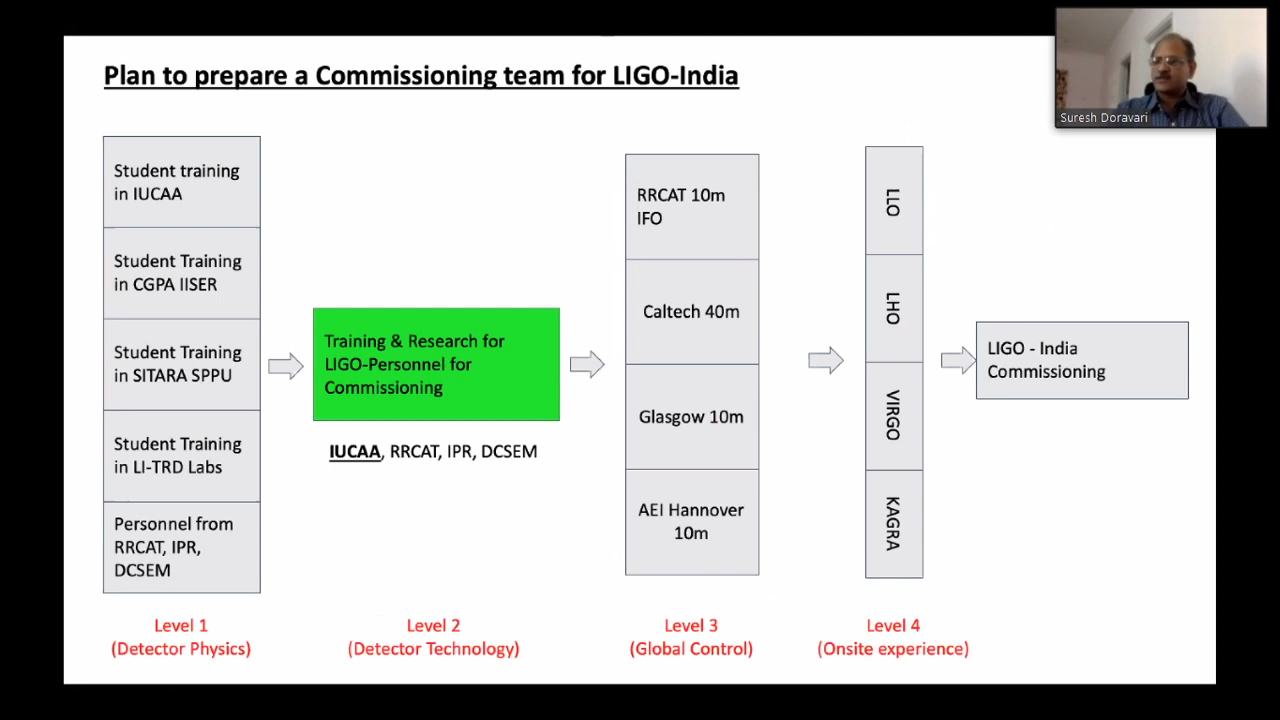 Plan to prepare a Commissioning team for LIGO-India
Suresh Doravari
Student training
in IUCAA
Student Training
in CGPA IISER
Student Training
in SITARA SPPU
Student Training
in LI-TRD Labs
Personnel from
RRCAT, IPR,
DCSEM
Level 1
(Detector Physics)
Training & Research for
LIGO-Personnel for
Commissioning
IUCAA, RRCAT, IPR, DCSEM
Level 2
(Detector Technology)
RRCAT 10m
IFO
Caltech 40m
Glasgow 10m
AEI Hannover
10m
Level 3
(Global Control)
LLO
LHO
VIRGO
KAGRA
Level 4
(Onsite experience)
LIGO - India
Commissioning